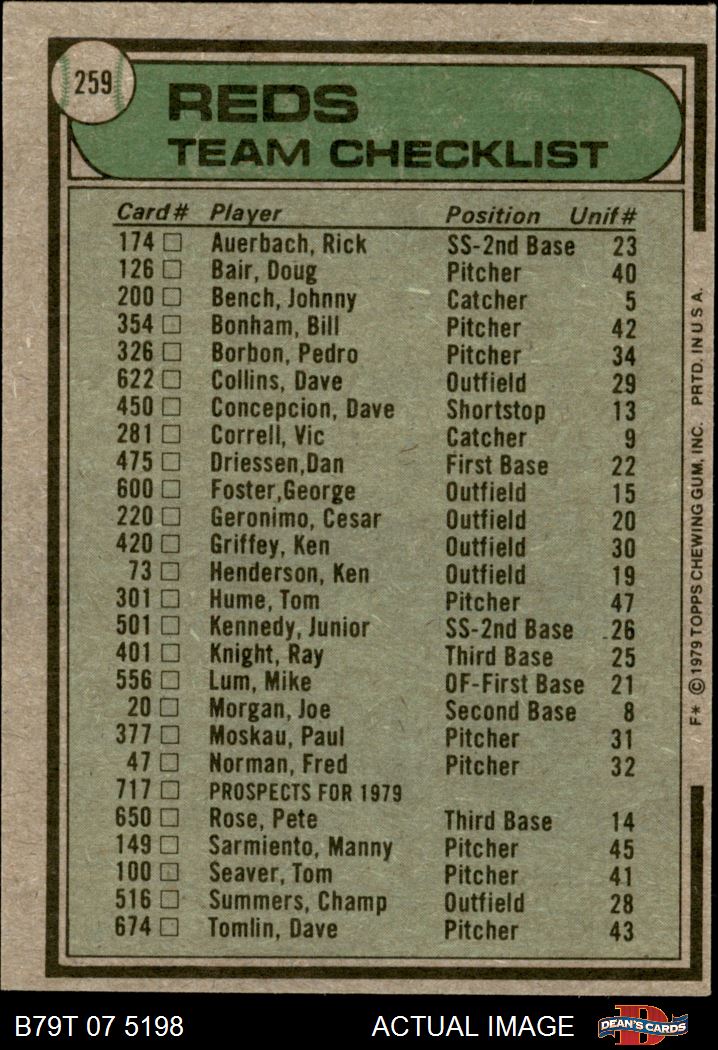 259
REDS
TEAM CHECKLIST
Card# Player Position Unif#
174 Auerbach, Rick SS-2nd Base 23
126 Bair, Doug Pitcher 40
200 Bench, Johnny Catcher 5
354 Bonham, Bill Pitcher 42
326 Borbon, Pedro Pitcher 34
622 Collins, Dave Outfield 29
450 Concepcion, Dave Shortstop 13
281 Correll, Vic Catcher 9
475 Driessen,Dan First Base 22
600 Foster,George Outfield 15
220 Geronimo, Cesar Outfield 20
420 Griffey, Ken Outfield 30
73 Henderson, Ken Outfield 19
301 Hume, Tom Pitcher 47
501 Kennedy, Junior SS-2nd Base 26
401 Knight, Ray Third Base 25
556 Lum, Mike OF-First Base 21
20 Morgan, Joe Second Base 8
377 Moskau, Paul Pitcher 31
47 Norman, Fred Pitcher 32
717 PROSPECTS FOR 1979
650 Rose, Pete Third Base 14
149 Sarmiento, Manny Pitcher 45
100 Seaver, Tom Pitcher 41
516 Summers, Champ Outfield 28
674 Tomlin, Dave Pitcher 43
F* © 1979 TOPPS CHEWING GUM, INC. PRTD. IN U.S.A.
B79T 07 5198 ACTUAL IMAGE
DEAN'S CARDS